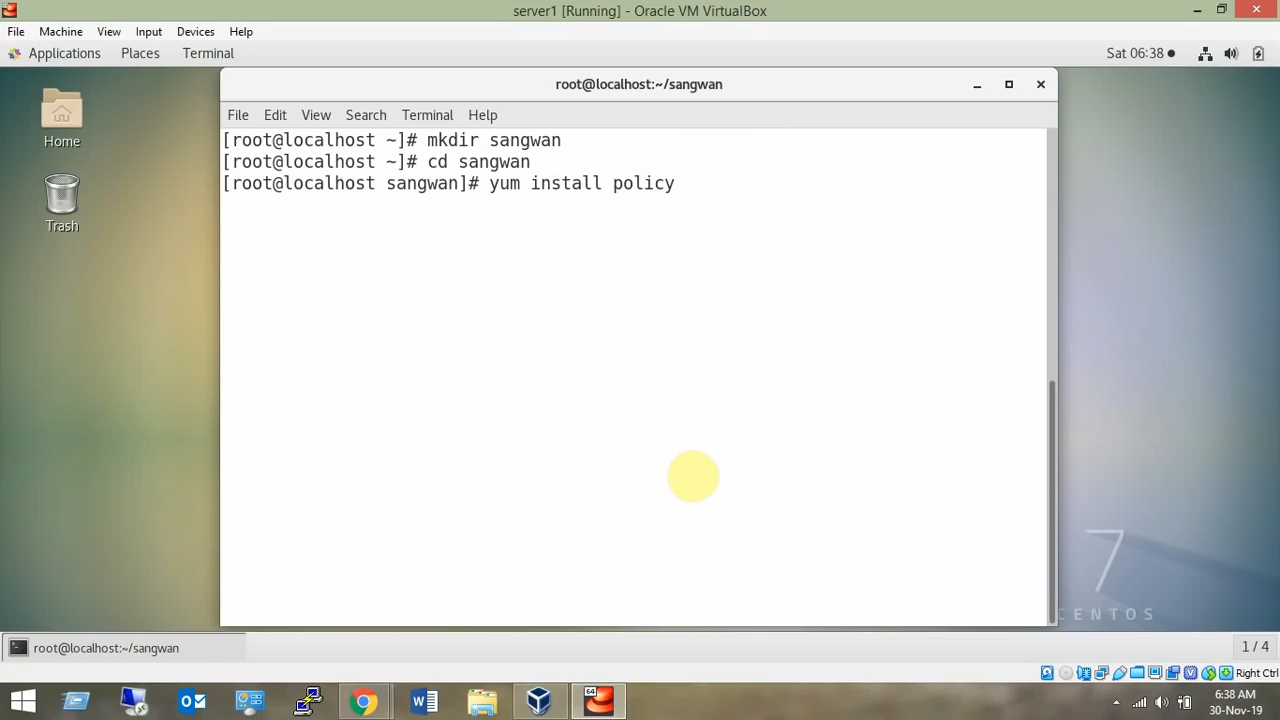 server1 [Running] - Oracle VM VirtualBox
File Machine View Input Devices Help
Applications Places Terminal Sat 06:38
root@localhost:~/sangwan
File Edit View Search Terminal Help
[root@localhost ~]# mkdir sangwan
[root@localhost ~]# cd sangwan
[root@localhost sangwan]# yum install policy
Home
Trash
7
CENTOS
root@localhost:~/sangwan 1 / 4
Right Ctrl
64
6:38 AM
30-Nov-19